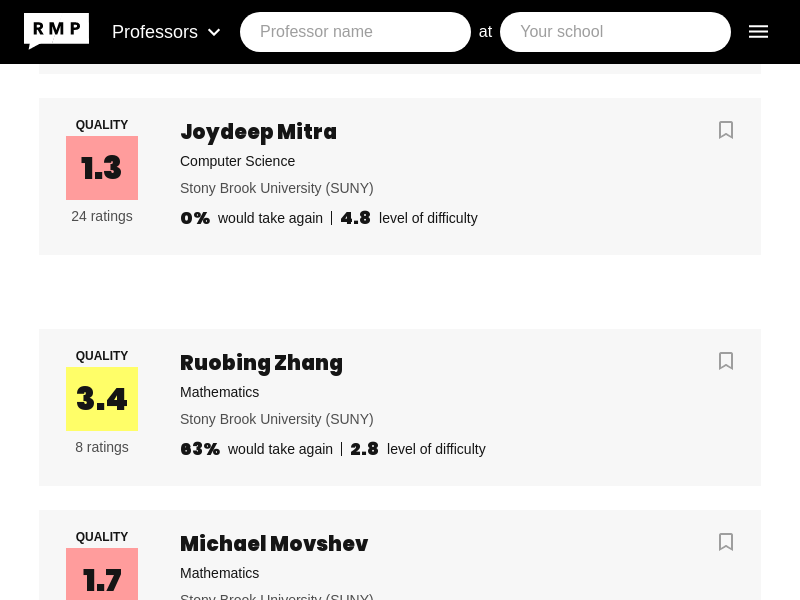 RMP
Professors
Professor name
at
Your school
QUALITY
1.3
24 ratings
Joydeep Mitra
Computer Science
Stony Brook University (SUNY)
0% would take again | 4.8 level of difficulty
QUALITY
3.4
8 ratings
Ruobing Zhang
Mathematics
Stony Brook University (SUNY)
63% would take again | 2.8 level of difficulty
QUALITY
1.7
Michael Movshev
Mathematics
Stony Brook University (SUNY)